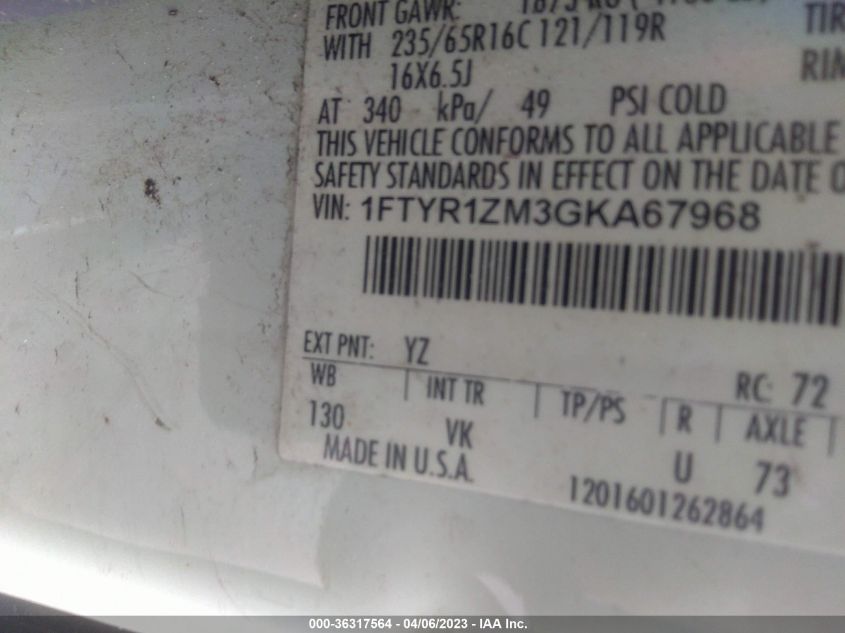 FRONT GAWR:
WITH 235/65R16C 121/119R TIR
16X6.5J RIM
AT 340 kPa/ 49 PSI COLD
THIS VEHICLE CONFORMS TO ALL APPLICABLE
SAFETY STANDARDS IN EFFECT ON THE DATE O
VIN: 1FTYR1ZM3GKA67968
EXT PNT: YZ RC: 72
WB INT TR TP/PS R AXLE
130 VK U 73
MADE IN U.S.A.
1201601262864
000-36317564 - 04/06/2023 - IAA Inc.